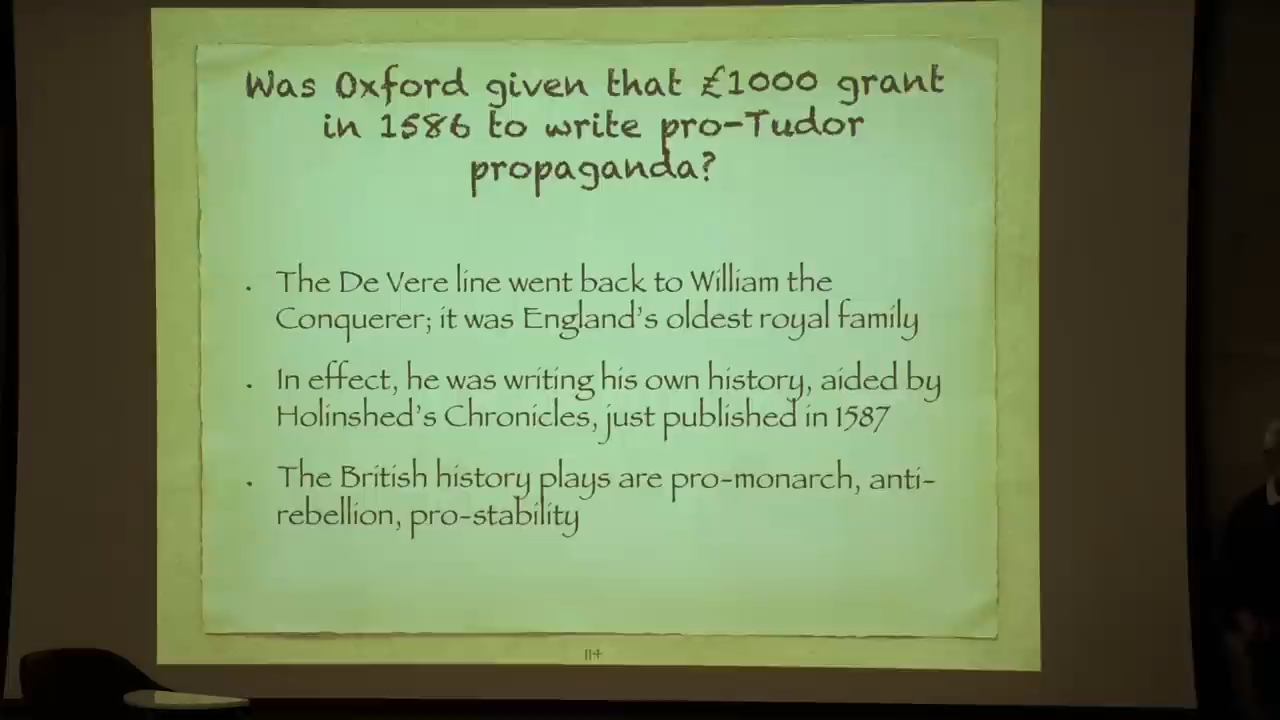 Was Oxford given that £1000 grant
in 1586 to write pro-Tudor
propaganda?
. The De Vere line went back to William the
Conquerer; it was England's oldest royal family
. In effect, he was writing his own history, aided by
Holinshed's Chronicles, just published in 1587
. The British history plays are pro-monarch, anti-
rebellion, pro-stability
114